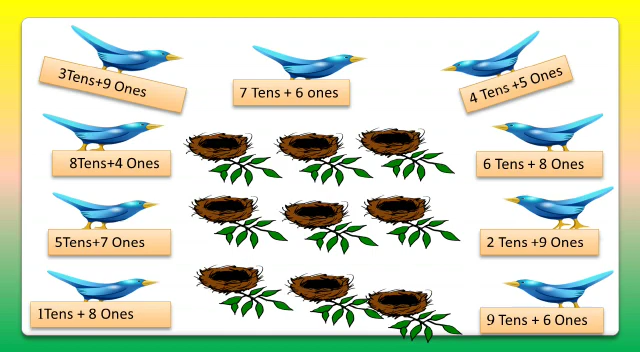 3Tens+9 Ones
7 Tens + 6 ones
4 Tens +5 Ones
8Tens+4 Ones
6 Tens + 8 Ones
5Tens+7 Ones
2 Tens +9 Ones
1Tens + 8 Ones
9 Tens + 6 Ones